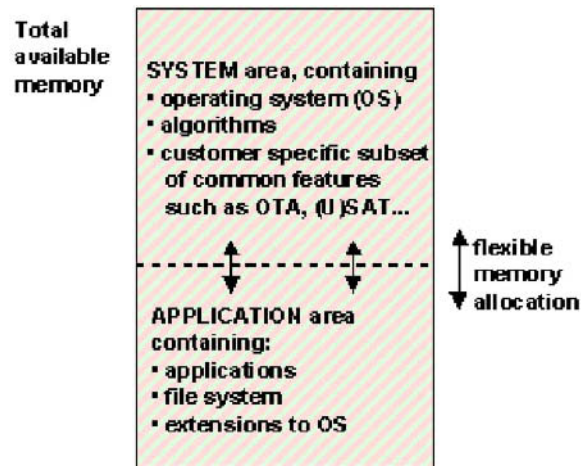 Total
available
memory
SYSTEM area, containing
• operating system (OS)
• algorithms
• customer specific subset
of common features
such as OTA, (U)SAT...
flexible
memory
allocation
APPLICATION area
containing:
• applications
• file system
• extensions to OS